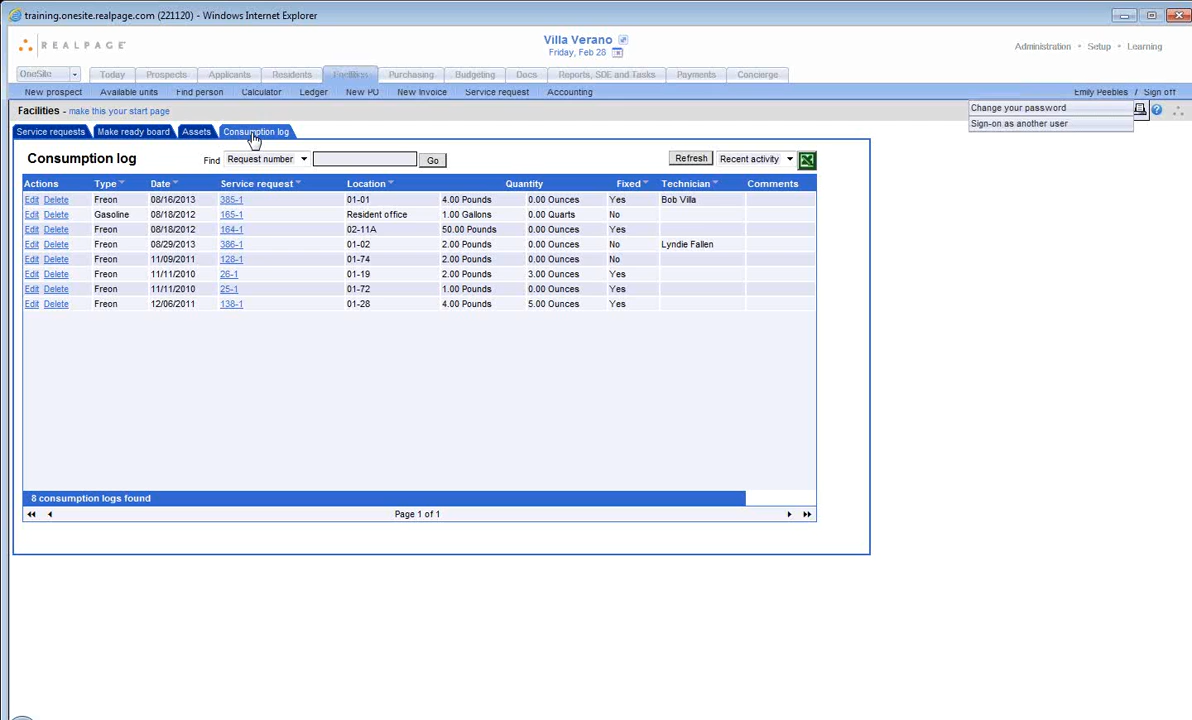 training.onesite.realpage.com (221120) - Windows Internet Explorer
REALPAGE
Villa Verano
Friday, Feb 28
Administration • Setup • Learning
OneSite Today Prospects Applicants Residents Facilities Purchasing Budgeting Docs Reports, SDE and Tasks Payments Concierge
New prospect Available units Find person Calculator Ledger New PO New Invoice Service request Accounting Emily Peebles / Sign off
Facilities - make this your start page
Change your password
Sign-on as another user
Service requests Make ready board Assets Consumption log
Consumption log Find Request number Go Refresh Recent activity
Actions Type Date Service request Location Quantity Fixed Technician Comments
Edit Delete Freon 08/16/2013 385-1 01-01 4.00 Pounds 0.00 Ounces Yes Bob Villa
Edit Delete Gasoline 08/18/2012 165-1 Resident office 1.00 Gallons 0.00 Quarts No
Edit Delete Freon 08/18/2012 164-1 02-11A 50.00 Pounds 0.00 Ounces Yes
Edit Delete Freon 08/29/2013 386-1 01-02 2.00 Pounds 0.00 Ounces No Lyndie Fallen
Edit Delete Freon 11/09/2011 128-1 01-74 2.00 Pounds 0.00 Ounces No
Edit Delete Freon 11/11/2010 26-1 01-19 2.00 Pounds 3.00 Ounces Yes
Edit Delete Freon 11/11/2010 25-1 01-72 1.00 Pounds 0.00 Ounces Yes
Edit Delete Freon 12/06/2011 138-1 01-28 4.00 Pounds 5.00 Ounces Yes
8 consumption logs found
Page 1 of 1